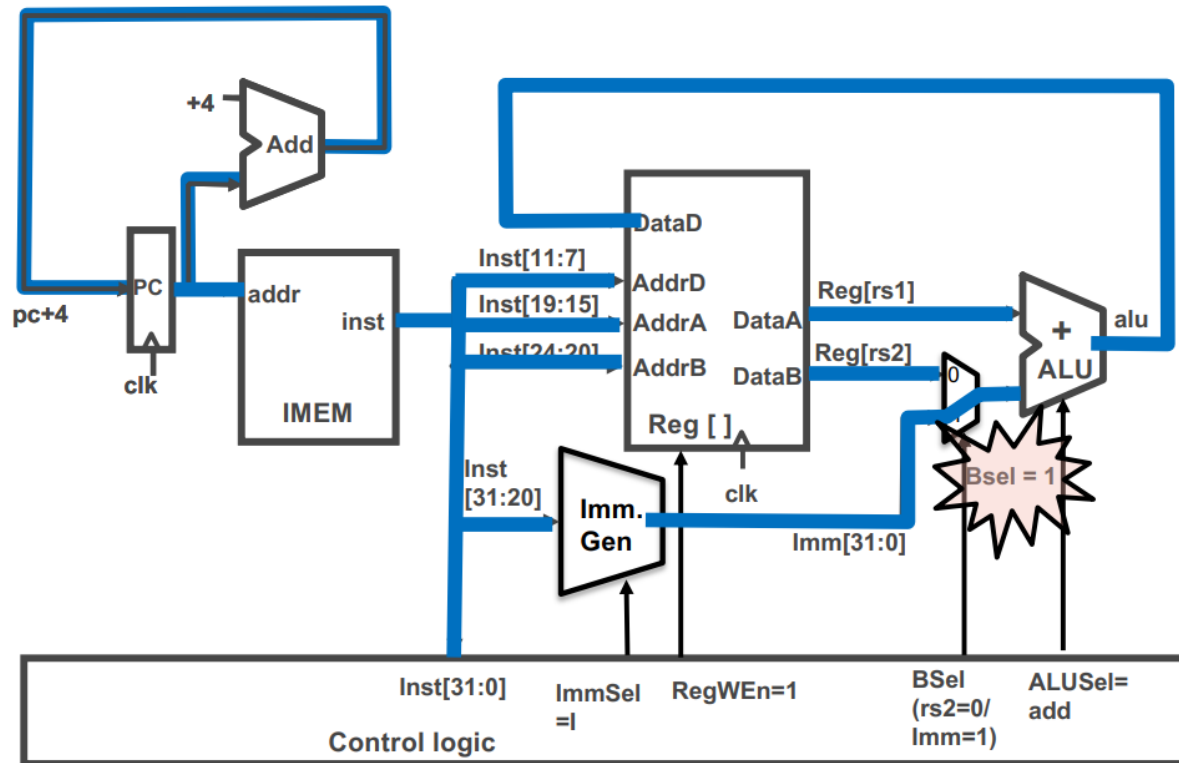 +4
Add
DataD
Inst[11:7]
PC
addr
AddrD
Reg[rs1]
pc+4
inst
Inst[19:15]
AddrA
DataA
+
alu
Inst[24:20]
AddrB
Reg[rs2]
DataB
0
ALU
clk
IMEM
Reg [ ]
Inst
[31:20]
clk
Bsel = 1
Imm.
Gen
Imm[31:0]
Inst[31:0]
ImmSel
=I
RegWEn=1
BSel
(rs2=0/
Imm=1)
ALUSel=
add
Control logic